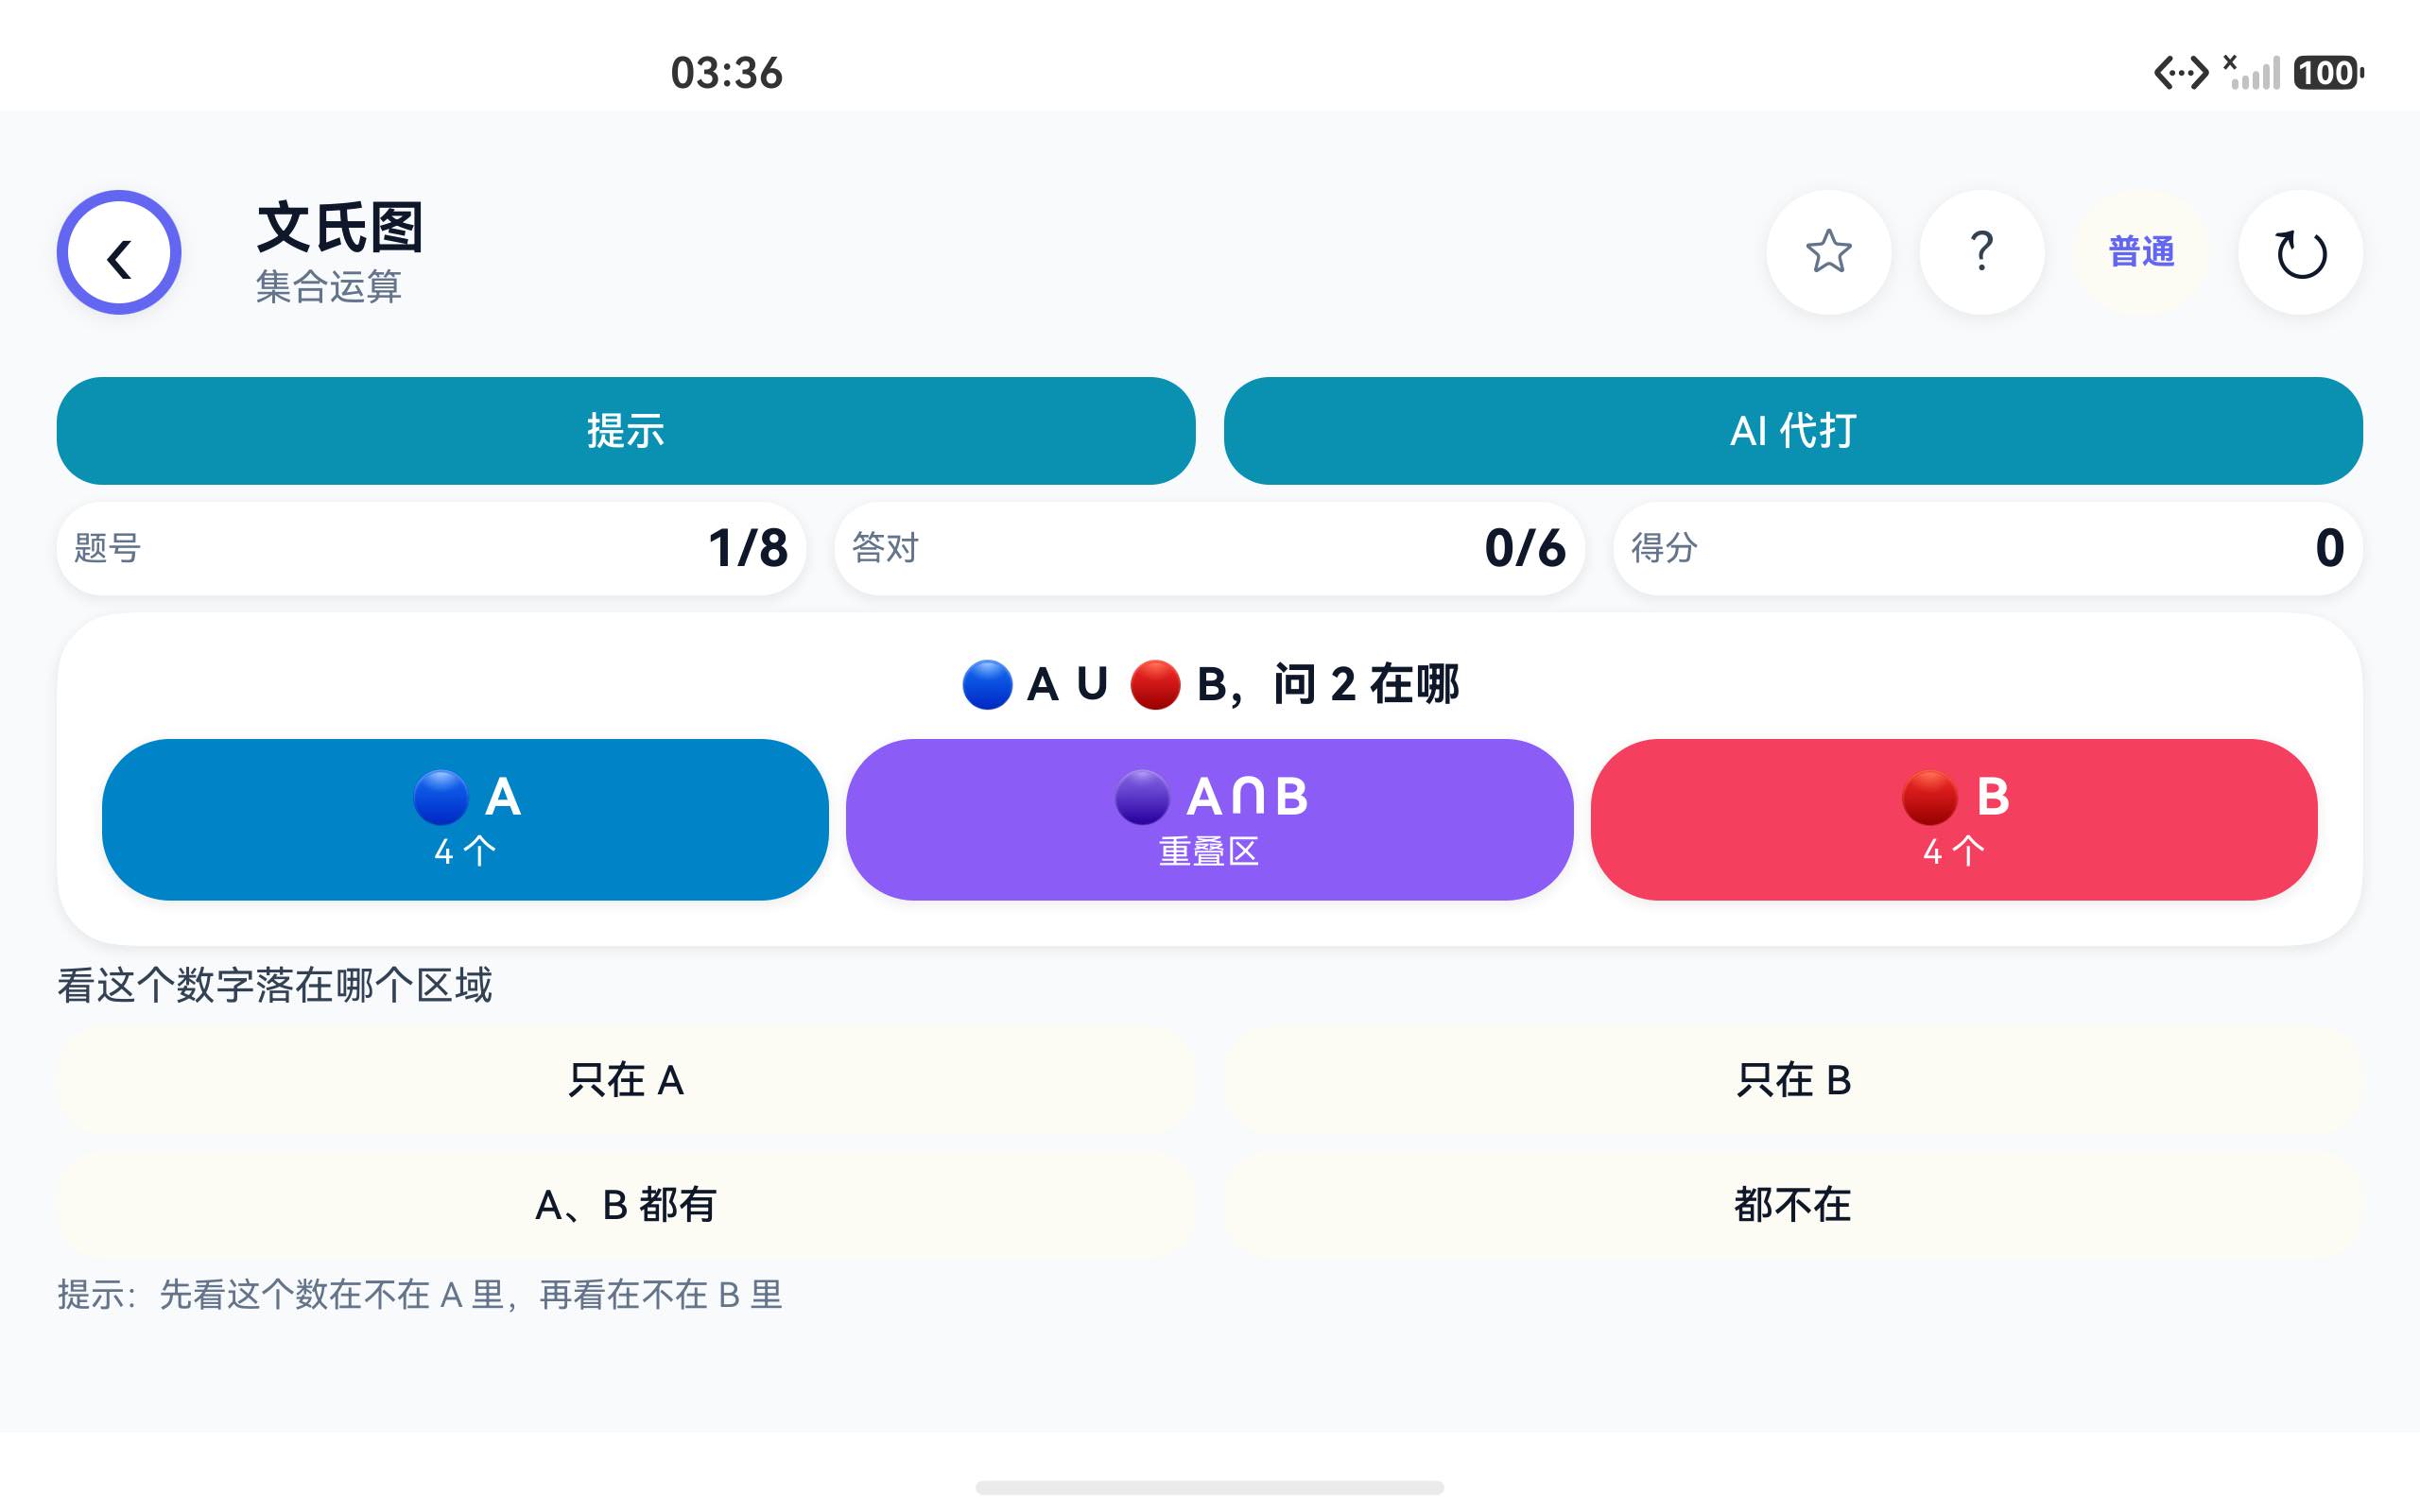 03:36
100
文氏图
集合运算
?
普通
提示
AI 代打
题号 1/8
答对 0/6
得分 0
A ∪ B，问 2 在哪
A
4 个
A∩B
重叠区
B
4 个
看这个数字落在哪个区域
只在 A
只在 B
A、B 都有
都不在
提示：先看这个数在不在 A 里，再看在不在 B 里